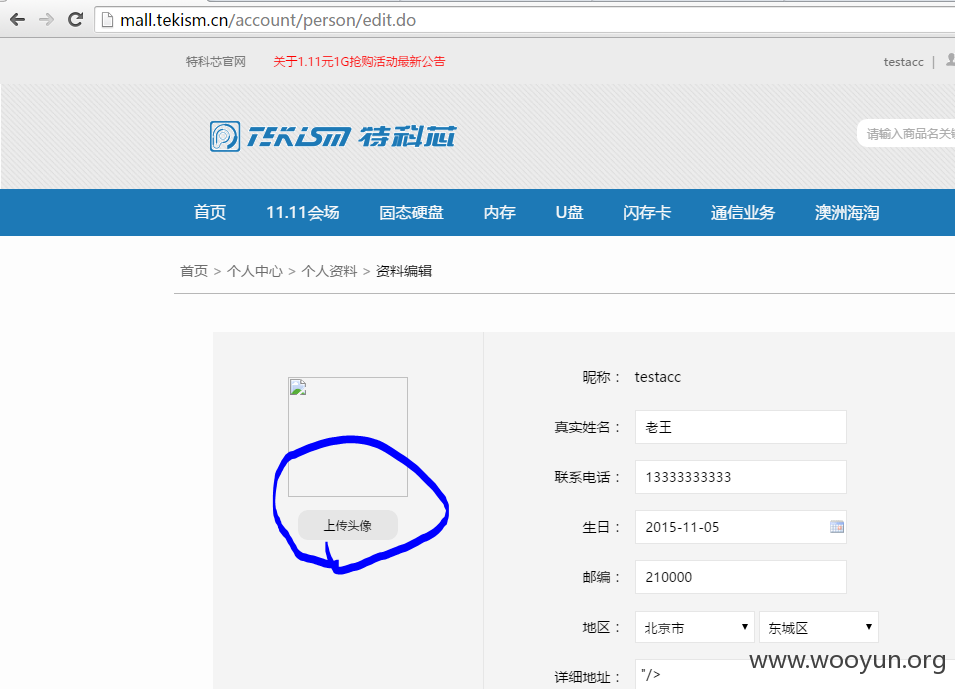 mall.tekism.cn/account/person/edit.do
特科芯官网 关于1.11元1G抢购活动最新公告 testacc |
TEKISM 特科芯
请输入商品名关
首页 11.11会场 固态硬盘 内存 U盘 闪存卡 通信业务 澳洲海淘
首页 > 个人中心 > 个人资料 > 资料编辑
昵称： testacc
真实姓名： 老王
联系电话： 13333333333
上传头像
生日： 2015-11-05
邮编： 210000
地区： 北京市 东城区
详细地址： "/>
www.wooyun.org